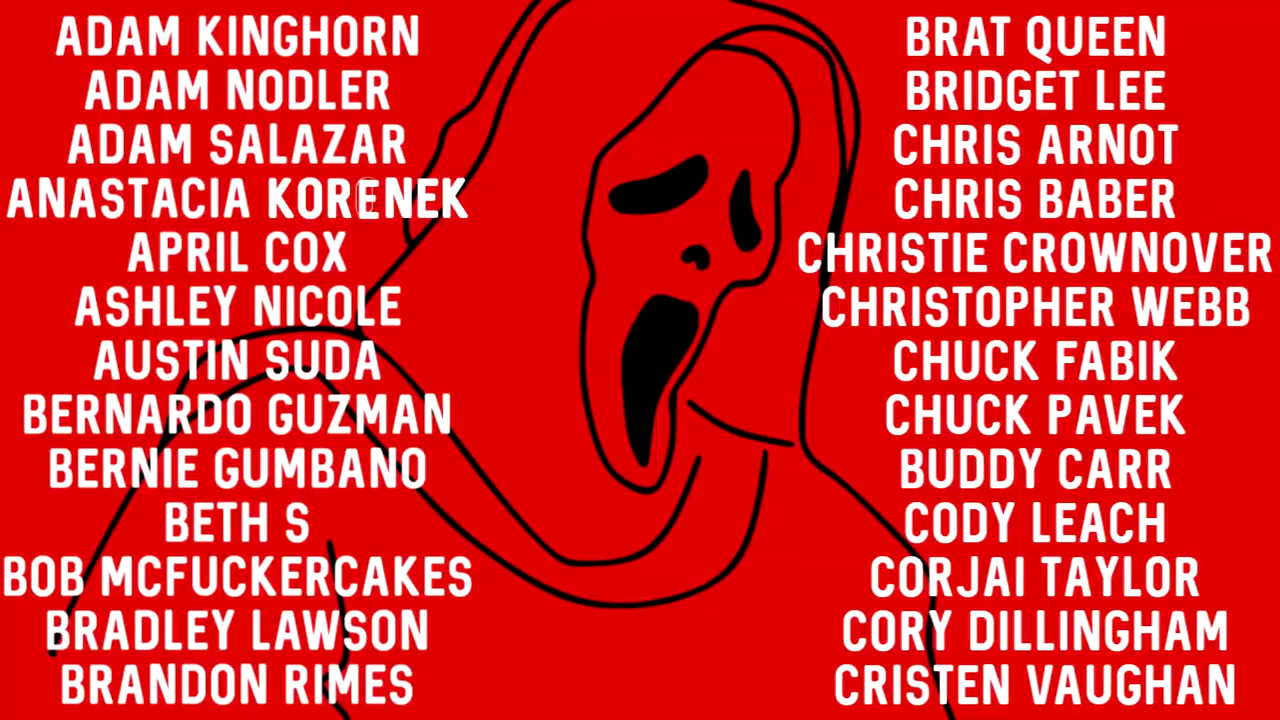 ADAM KINGHORN
ADAM NODLER
ADAM SALAZAR
ANASTACIA KORENEK
APRIL COX
ASHLEY NICOLE
AUSTIN SUDA
BERNARDO GUZMAN
BERNIE GUMBANO
BETH S
BOB MCFUCKERCAKES
BRADLEY LAWSON
BRANDON RIMES
BRAT QUEEN
BRIDGET LEE
CHRIS ARNOT
CHRIS BABER
CHRISTIE CROWNOVER
CHRISTOPHER WEBB
CHUCK FABIK
CHUCK PAVEK
BUDDY CARR
CODY LEACH
CORJAI TAYLOR
CORY DILLINGHAM
CRISTEN VAUGHAN